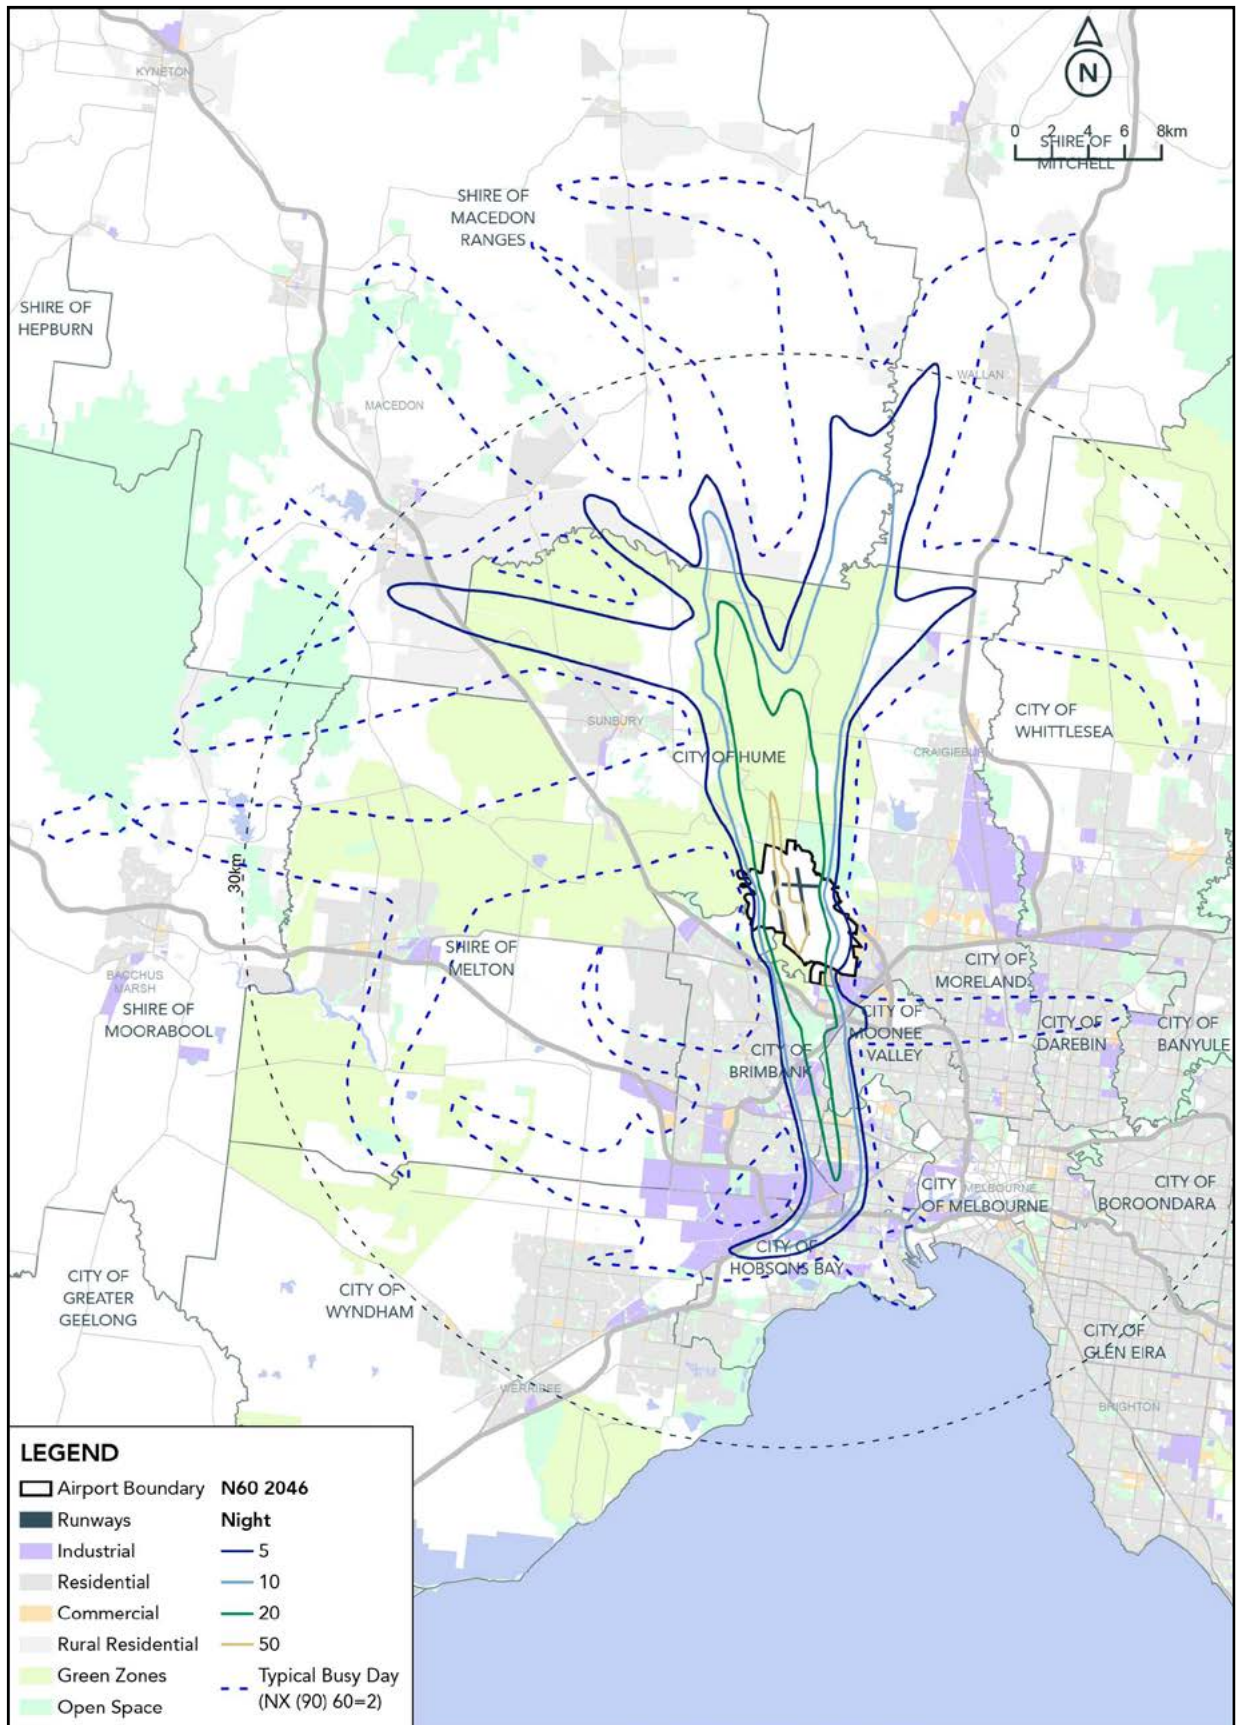 KYNETON
N
0 2 4 6 8km
SHIRE OF
MITCHELL
SHIRE OF
MACEDON
RANGES
SHIRE OF
HEPBURN
WALLAN
MACEDON
CITY OF
WHITTLESEA
SUNBURY
CITY OF HUME
CRAIGIEBURN
30km
SHIRE OF
MELTON
CITY OF
MORELAND
BACCHUS
MARSH
SHIRE OF
MOORABOOL
CITY OF
MOONEE
VALLEY
CITY OF
DAREBIN
CITY OF
BANYULE
CITY OF
BRIMBANK
CITY
OF MELBOURNE
MELBOURNE
CITY OF
BOROONDARA
CITY OF
HOBSONS BAY
CITY OF
GREATER
GEELONG
CITY OF
WYNDHAM
CITY OF
GLEN EIRA
WERRIBEE
BRIGHTON
LEGEND
Airport Boundary
Runways
Industrial
Residential
Commercial
Rural Residential
Green Zones
Open Space
N60 2046
Night
5
10
20
50
Typical Busy Day
(NX (90) 60=2)